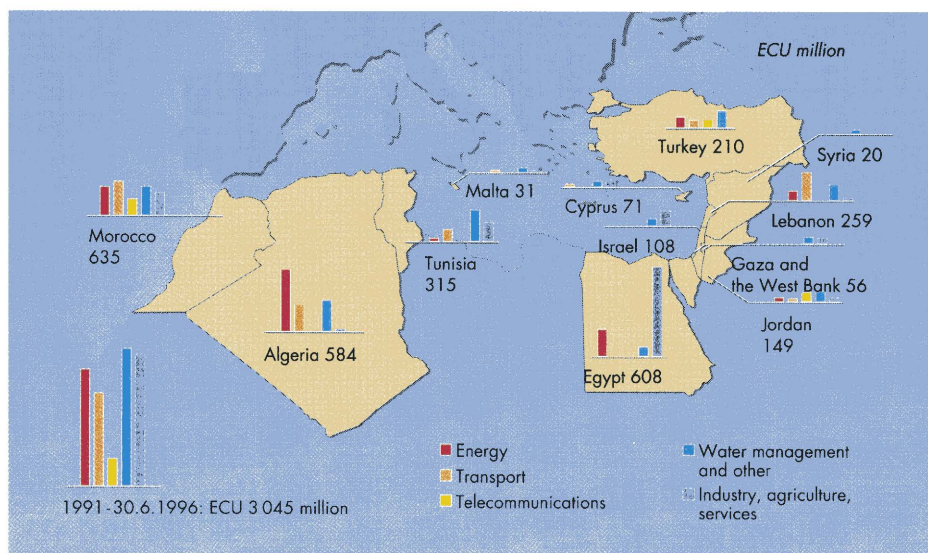 ECU million
Turkey 210
Syria 20
Malta 31
Cyprus 71
Lebanon 259
Morocco
635
Israel 108
Tunisia
315
Gaza and
the West Bank 56
Jordan
149
Algeria 584
Egypt 608
Energy
Transport
Telecommunications
Water management
and other
Industry, agriculture,
services
1991-30.6.1996: ECU 3 045 million